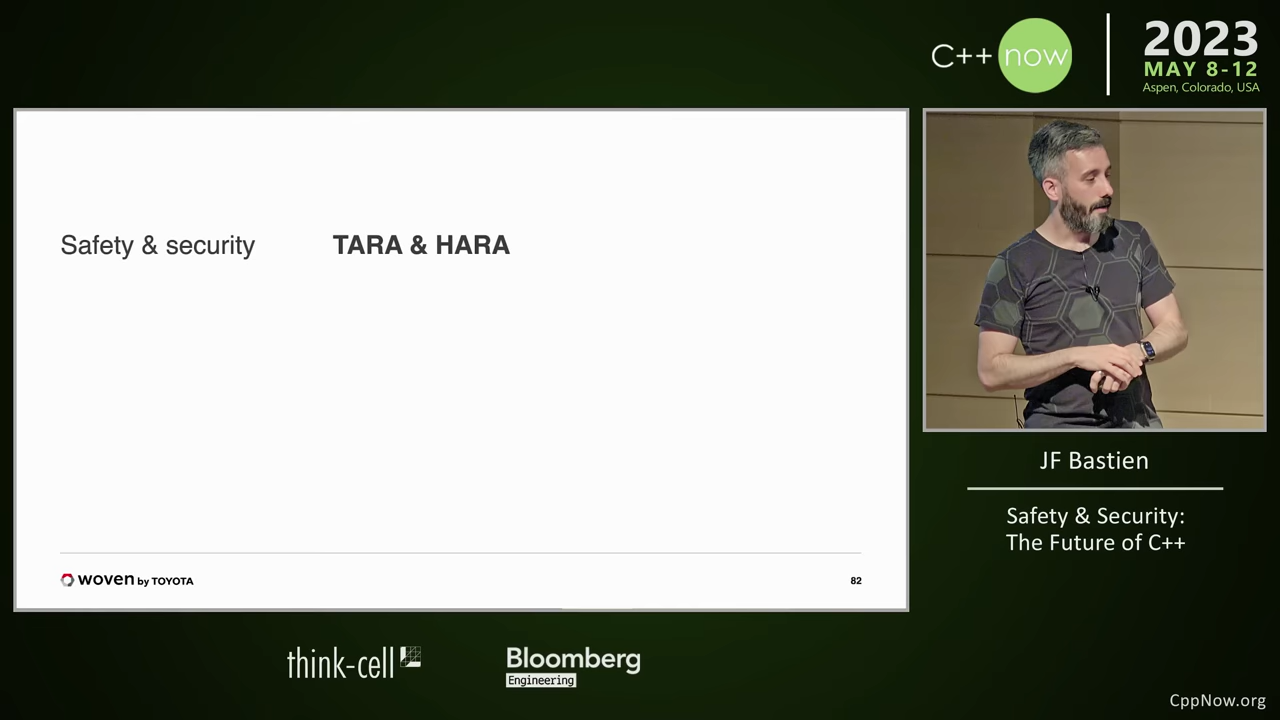 C++ now
2023
MAY 8-12
Aspen, Colorado, USA
Safety & security
TARA & HARA
woven by TOYOTA
82
JF Bastien
Safety & Security:
The Future of C++
think-cell
Bloomberg
Engineering
CppNow.org